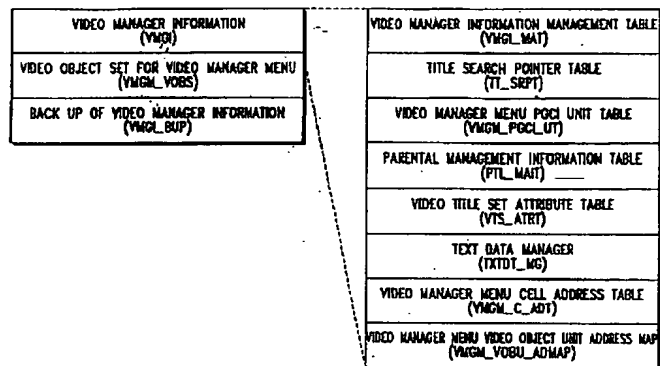 VIDEO MANAGER INFORMATION
(VMGI)
VIDEO OBJECT SET FOR VIDEO MANAGER MENU
(VMGM_VOBS)
BACK UP OF VIDEO MANAGER INFORMATION
(VMGI_BUP)
VIDEO MANAGER INFORMATION MANAGEMENT TABLE
(VMGI_MAT)
TITLE SEARCH POINTER TABLE
(TT_SRPT)
VIDEO MANAGER MENU PGCI UNIT TABLE
(VMGM_PGCI_UT)
PARENTAL MANAGEMENT INFORMATION TABLE
(PTL_MAIT)
VIDEO TITLE SET ATTRIBUTE TABLE
(VTS_ATRT)
TEXT DATA MANAGER
(TXTDT_MG)
VIDEO MANAGER MENU CELL ADDRESS TABLE
(VMGM_C_ADT)
VIDEO MANAGER MENU VIDEO OBJECT UNIT ADDRESS MAP
(VMGM_VOBU_ADMAP)